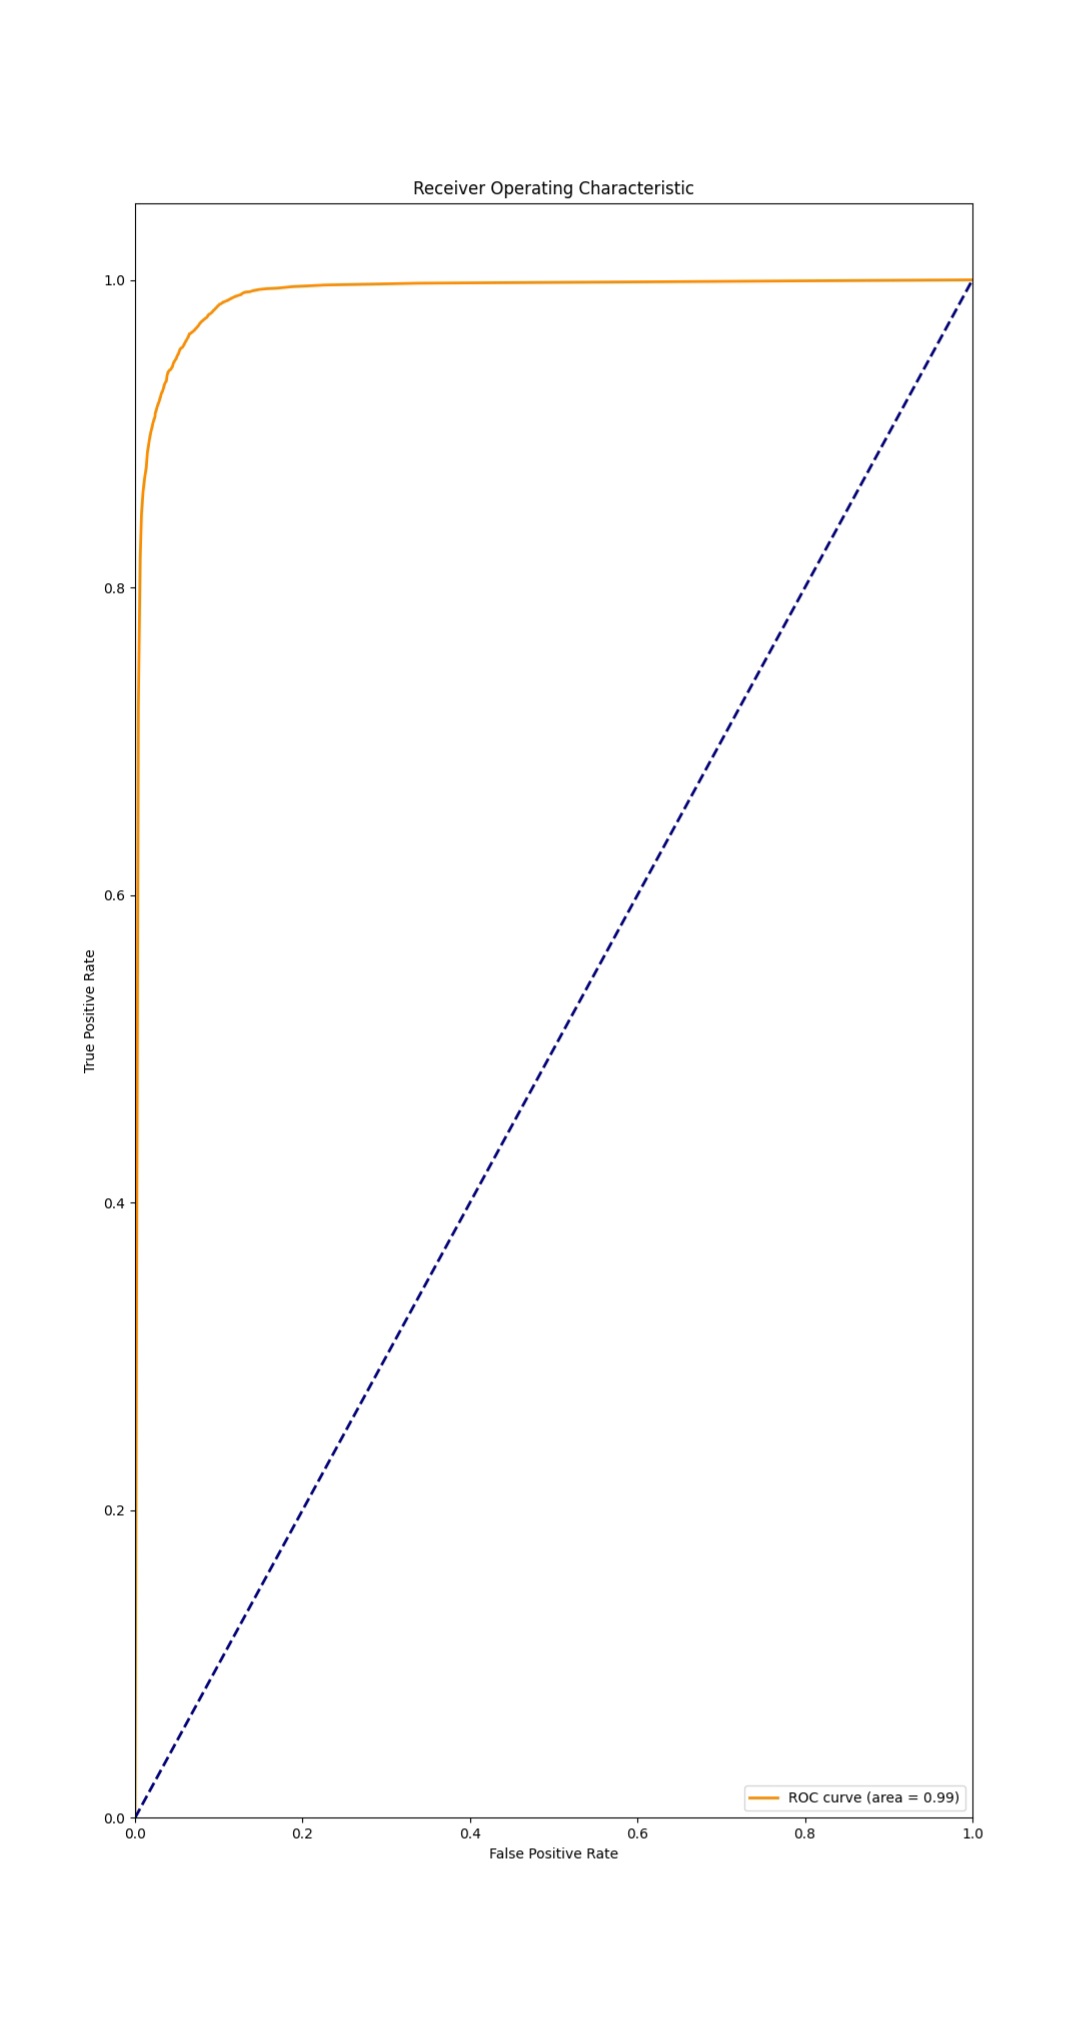 Receiver Operating Characteristic
1.0
0.8
0.6
0.4
0.2
0.0
True Positive Rate
ROC curve (area = 0.99)
0.0 0.2 0.4 0.6 0.8 1.0
False Positive Rate